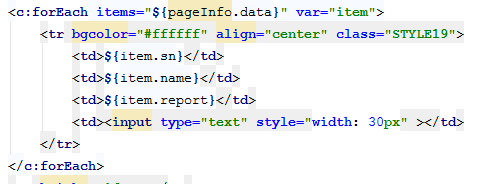 <c:forEach items="${pageInfo.data}" var="item">
<tr bgcolor="#ffffff" align="center" class="STYLE19">
<td>${item.sn}</td>
<td>${item.name}</td>
<td>${item.report}</td>
<td><input type="text" style="width: 30px" ></td>
</tr>
</c:forEach>